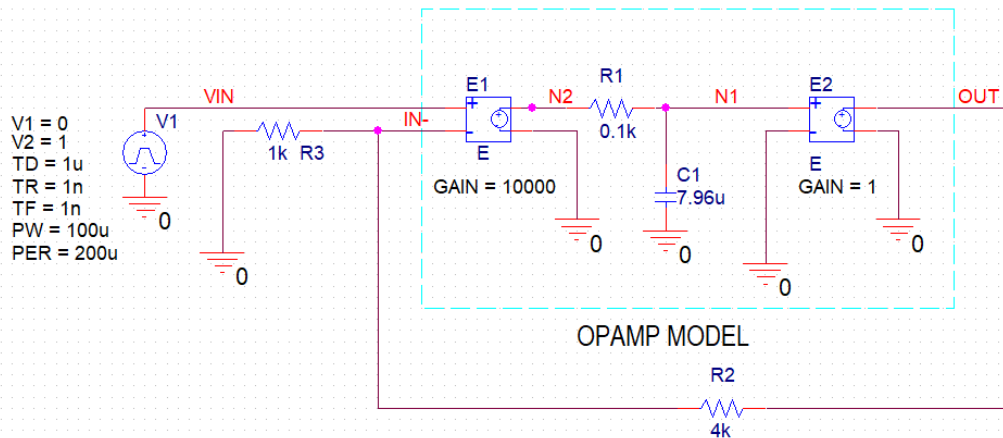 E1
R1
E2
VIN
N2
N1
OUT
V1 = 0
V2 = 1
TD = 1u
TR = 1n
TF = 1n
PW = 100u
PER = 200u
V1
0
1k R3
0
IN-
+
-
E
GAIN = 10000
0
0.1k
C1
7.96u
0
+
-
E
GAIN = 1
0
0
OPAMP MODEL
R2
4k